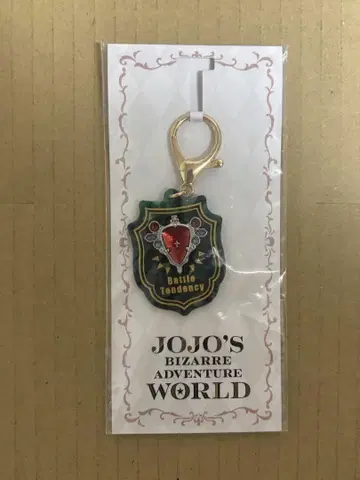 Battle
Tendency
JOJO'S
BIZARRE
ADVENTURE
WORLD